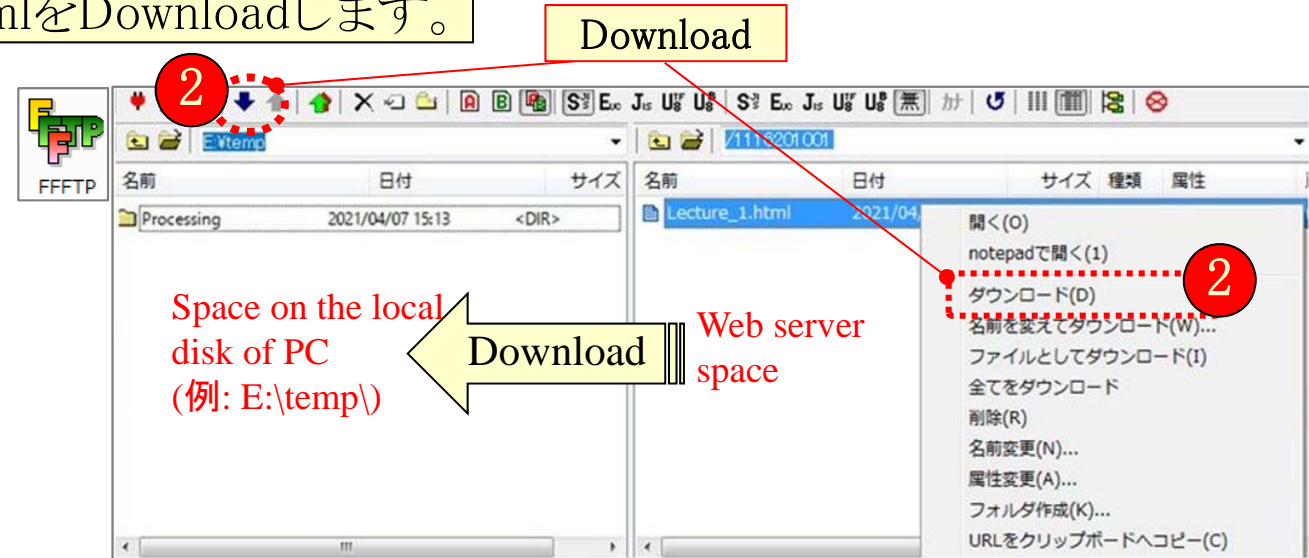 mlをDownloadします。
Download
2
FFFTP
E:¥temp
/1116201001
名前 日付 サイズ
名前 日付 サイズ 種類 属性
Processing 2021/04/07 15:13 <DIR>
Lecture_1.html 2021/04/
開く(O)
notepadで開く(1)
2
ダウンロード(D)
名前を変えてダウンロード(W)...
ファイルとしてダウンロード(I)
全てをダウンロード
削除(R)
名前変更(N)...
属性変更(A)...
フォルダ作成(K)...
URLをクリップボードへコピー(C)
Space on the local
disk of PC
(例: E:\temp\)
Download
Web server
space